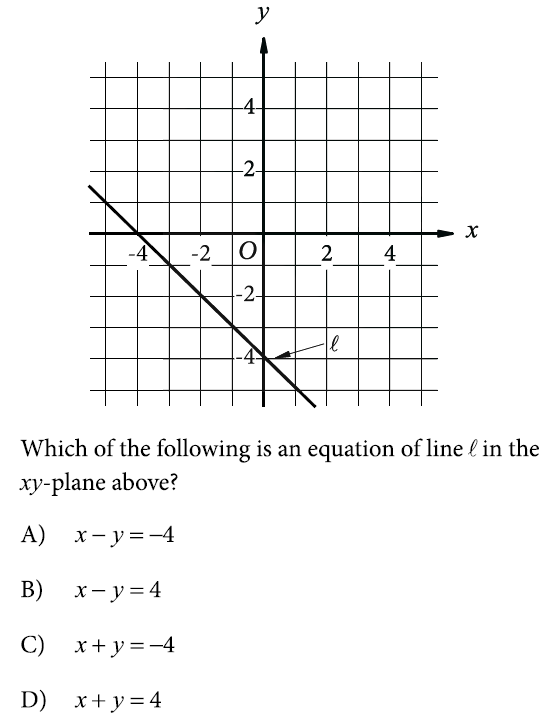 y
4
2
x
-4 -2 O 2 4
-2
ℓ
-4
Which of the following is an equation of line ℓ in the
xy-plane above?
A) x − y = −4
B) x − y = 4
C) x + y = −4
D) x + y = 4